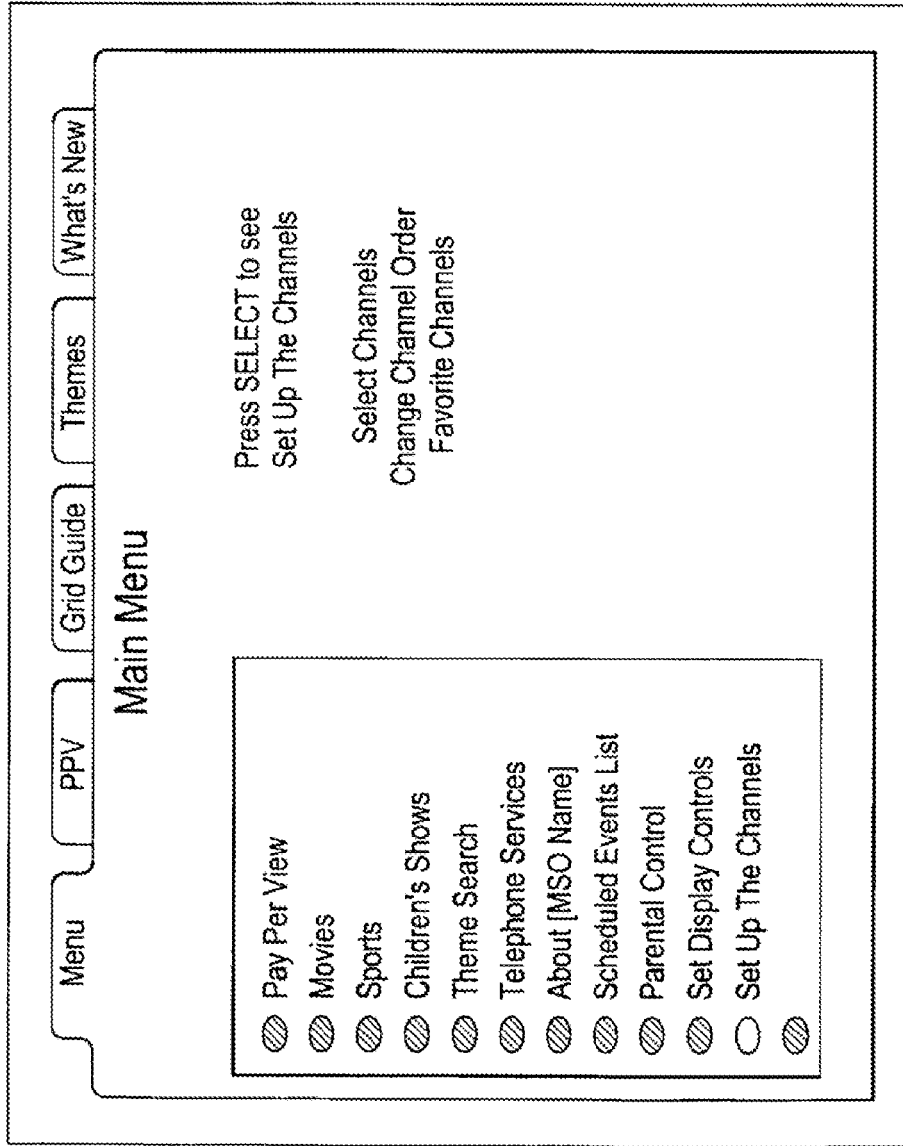 Menu
PPV
Grid Guide
Themes
What's New
Main Menu
Pay Per View
Movies
Sports
Children's Shows
Theme Search
Telephone Services
About [MSO Name]
Scheduled Events List
Parental Control
Set Display Controls
Set Up The Channels
Press SELECT to see
Set Up The Channels
Select Channels
Change Channel Order
Favorite Channels